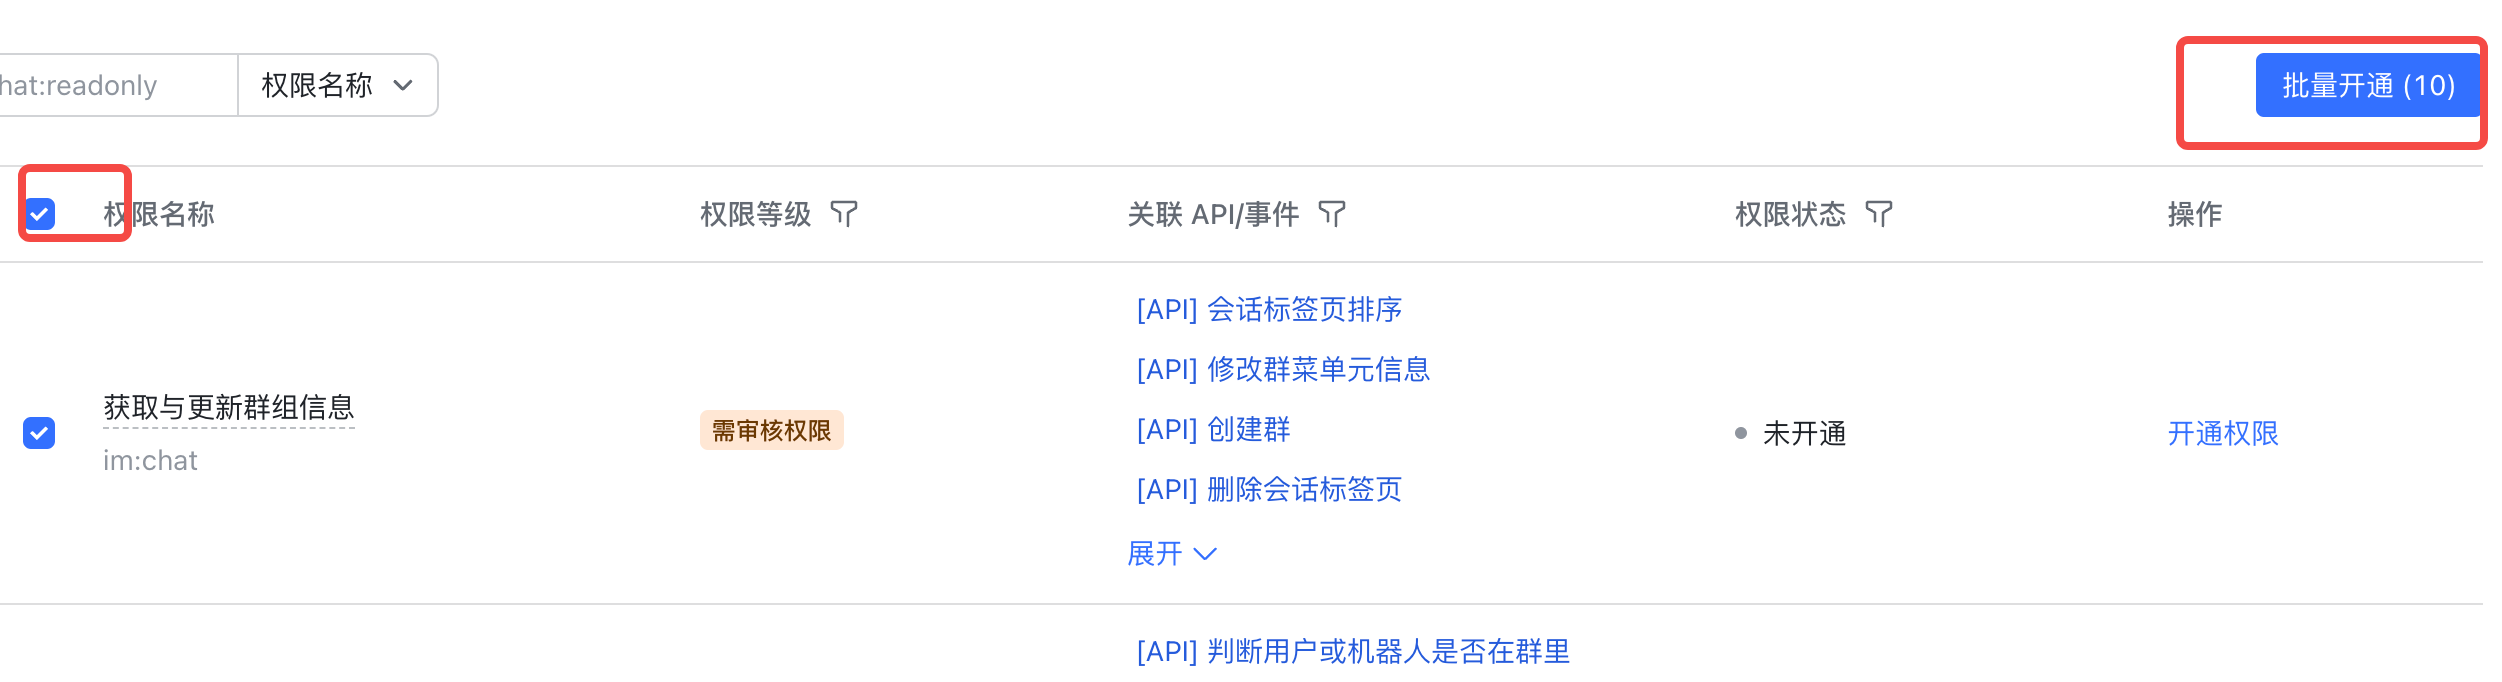 hat:readonly
权限名称
批量开通 (10)
权限名称
权限等级
关联 API/事件
权限状态
操作
[API] 会话标签页排序
[API] 修改群菜单元信息
获取与更新群组信息
需审核权限
[API] 创建群
未开通
开通权限
im:chat
[API] 删除会话标签页
展开
[API] 判断用户或机器人是否在群里